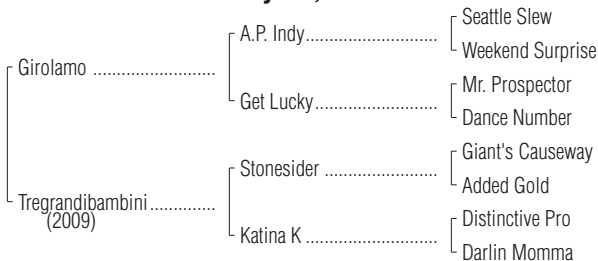 Seattle Slew
A.P. Indy
Weekend Surprise
Girolamo
Mr. Prospector
Get Lucky
Dance Number
Giant's Causeway
Stonesider
Added Gold
Tregrandibambini
(2009)
Distinctive Pro
Katina K
Darlin Momma